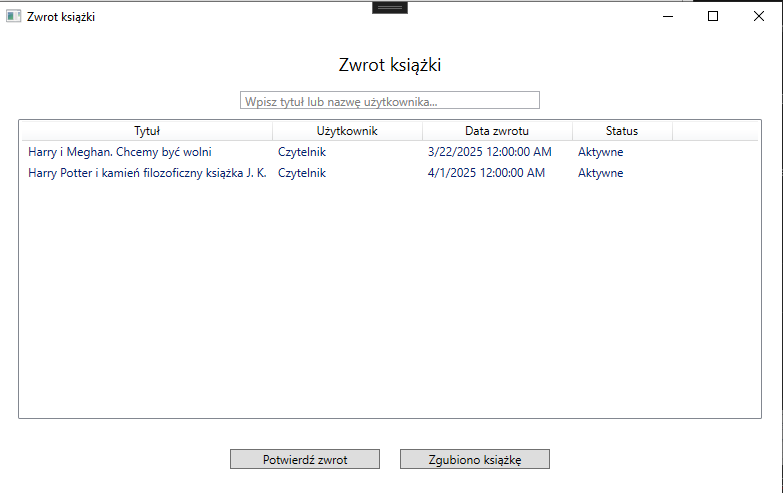 Zwrot książki
Zwrot książki
Wpisz tytuł lub nazwę użytkownika...
Tytuł Użytkownik Data zwrotu Status
Harry i Meghan. Chcemy być wolni Czytelnik 3/22/2025 12:00:00 AM Aktywne
Harry Potter i kamień filozoficzny książka J. K. Czytelnik 4/1/2025 12:00:00 AM Aktywne
Potwierdź zwrot Zgubiono książkę